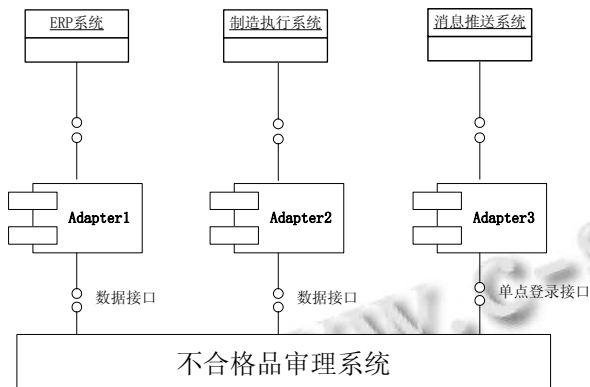 ERP系统
制造执行系统
消息推送系统
Adapter1
Adapter2
Adapter3
数据接口
数据接口
单点登录接口
不合格品审理系统